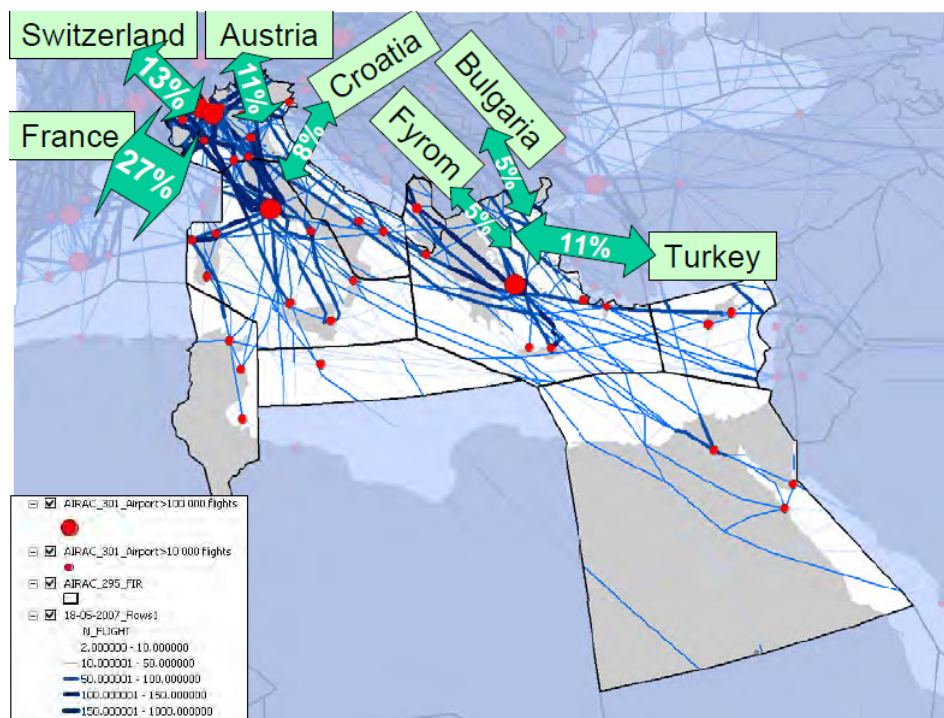 Switzerland
Austria
Croatia
Bulgaria
Fyrom
France
Turkey
13%
11%
8%
27%
5%
5%
11%
AIRAC_301_Airport>100 000 flights
AIRAC_301_Airport>10 000 flights
AIRAC_295_FIR
18-05-2007_Flows1
N_FLIGHT
2.000000 - 10.000000
10.000001 - 50.000000
50.000001 - 100.000000
100.000001 - 150.000000
150.000001 - 1000.000000